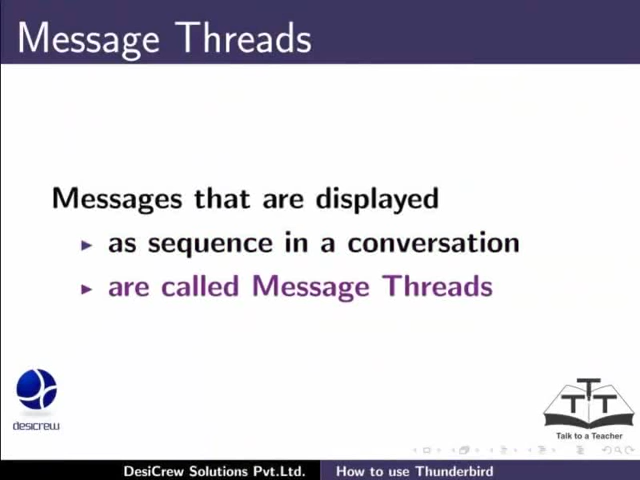 Message Threads
Messages that are displayed
as sequence in a conversation
are called Message Threads
desicrew
T T T
Talk to a Teacher
DesiCrew Solutions Pvt.Ltd. How to use Thunderbird